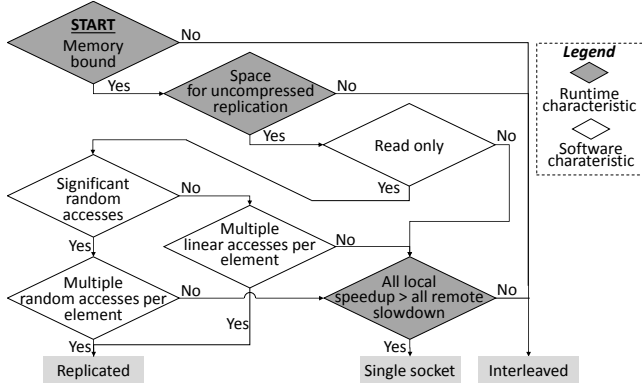 START
Memory
bound
No
Legend
Runtime
characteristic
Software
charateristic
Yes
Space
for uncompressed
replication
No
Yes
Read only
No
Yes
Significant
random
accesses
No
Yes
Multiple
linear accesses per
element
No
Yes
Multiple
random accesses per
element
No
Yes
All local
speedup > all remote
slowdown
No
Yes
Replicated
Single socket
Interleaved